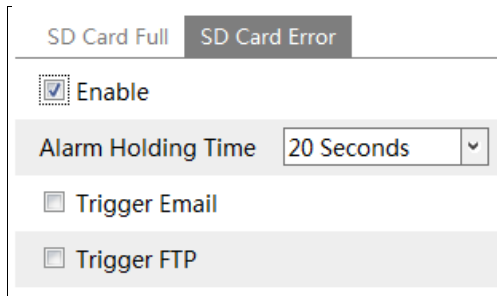 SD Card Full SD Card Error
Enable
Alarm Holding Time 20 Seconds
Trigger Email
Trigger FTP